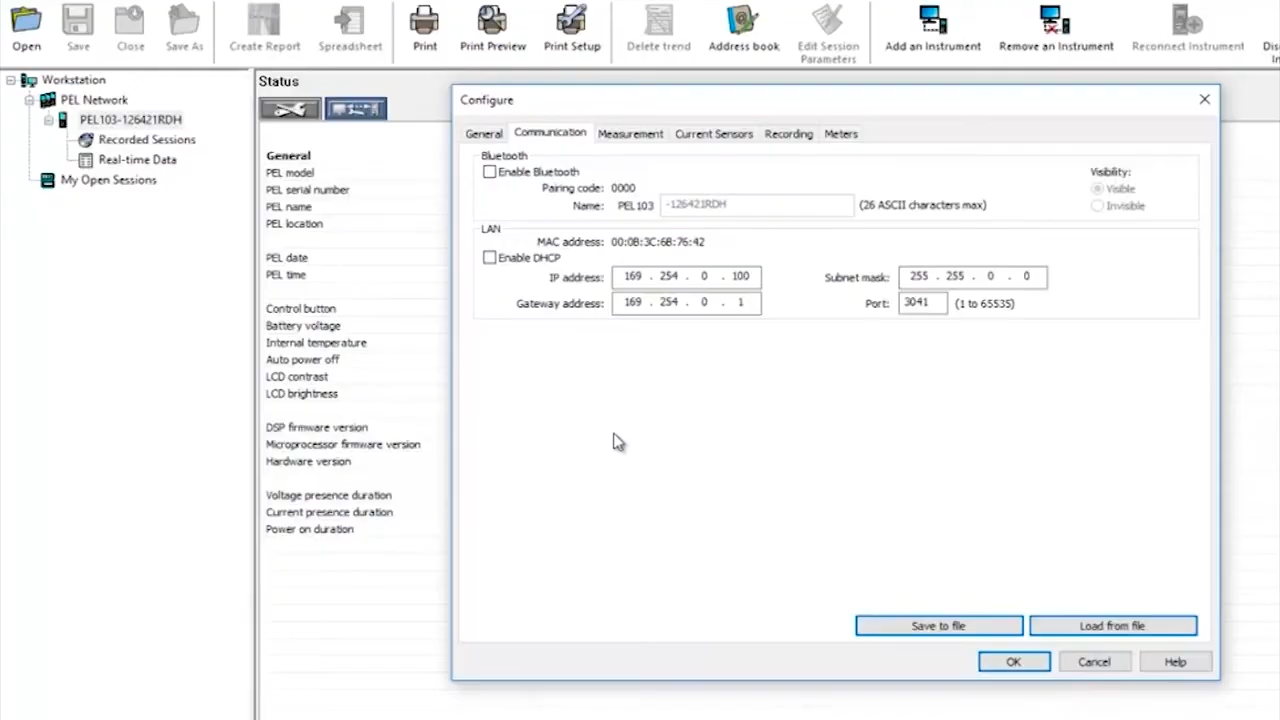 Open Save Close Save As Create Report Spreadsheet Print Print Preview Print Setup Delete trend Address book Edit Session Parameters Add an Instrument Remove an Instrument Reconnect Instrument
Workstation
PEL Network
PEL103-126421RDH
Recorded Sessions
Real-time Data
My Open Sessions
Status
General
PEL model
PEL serial number
PEL name
PEL location
PEL date
PEL time
Control button
Battery voltage
Internal temperature
Auto power off
LCD contrast
LCD brightness
DSP firmware version
Microprocessor firmware version
Hardware version
Voltage presence duration
Current presence duration
Power on duration
Configure
General Communication Measurement Current Sensors Recording Meters
Bluetooth
Enable Bluetooth
Pairing code: 0000
Name: PEL103 -126421RDH (26 ASCII characters max)
Visibility:
Visible
Invisible
LAN
MAC address: 00:0B:3C:6B:76:42
Enable DHCP
IP address: 169 . 254 . 0 . 100 Subnet mask: 255 . 255 . 0 . 0
Gateway address: 169 . 254 . 0 . 1 Port: 3041 (1 to 65535)
Save to file Load from file
OK Cancel Help